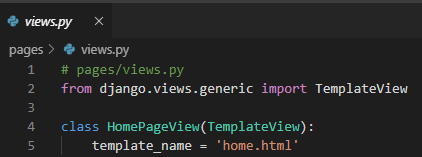 views.py
pages > views.py
1 # pages/views.py
2 from django.views.generic import TemplateView
3
4 class HomePageView(TemplateView):
5     template_name = 'home.html'